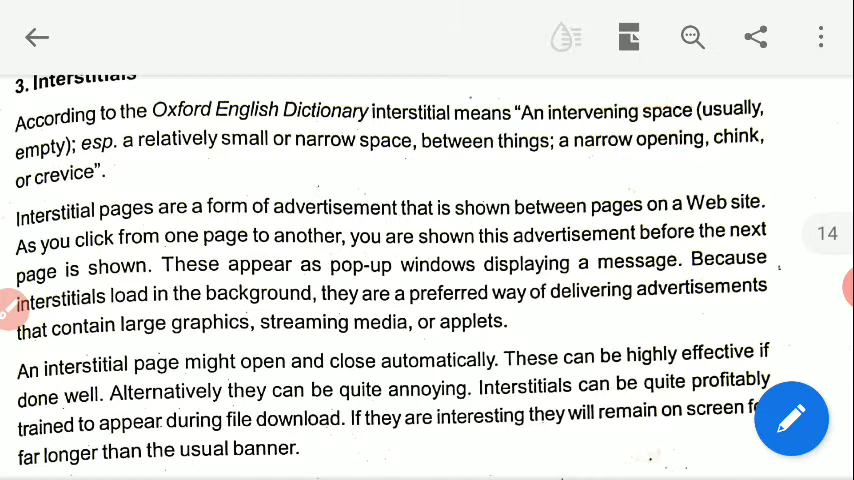 3. Interstitials
According to the Oxford English Dictionary interstitial means “An intervening space (usually,
empty); esp. a relatively small or narrow space, between things; a narrow opening, chink,
or crevice”.
Interstitial pages are a form of advertisement that is shown between pages on a Web site.
As you click from one page to another, you are shown this advertisement before the next
page is shown. These appear as pop-up windows displaying a message. Because
14
interstitials load in the background, they are a preferred way of delivering advertisements
that contain large graphics, streaming media, or applets.
An interstitial page might open and close automatically. These can be highly effective if
done well. Alternatively they can be quite annoying. Interstitials can be quite profitably
trained to appear during file download. If they are interesting they will remain on screen
far longer than the usual banner.